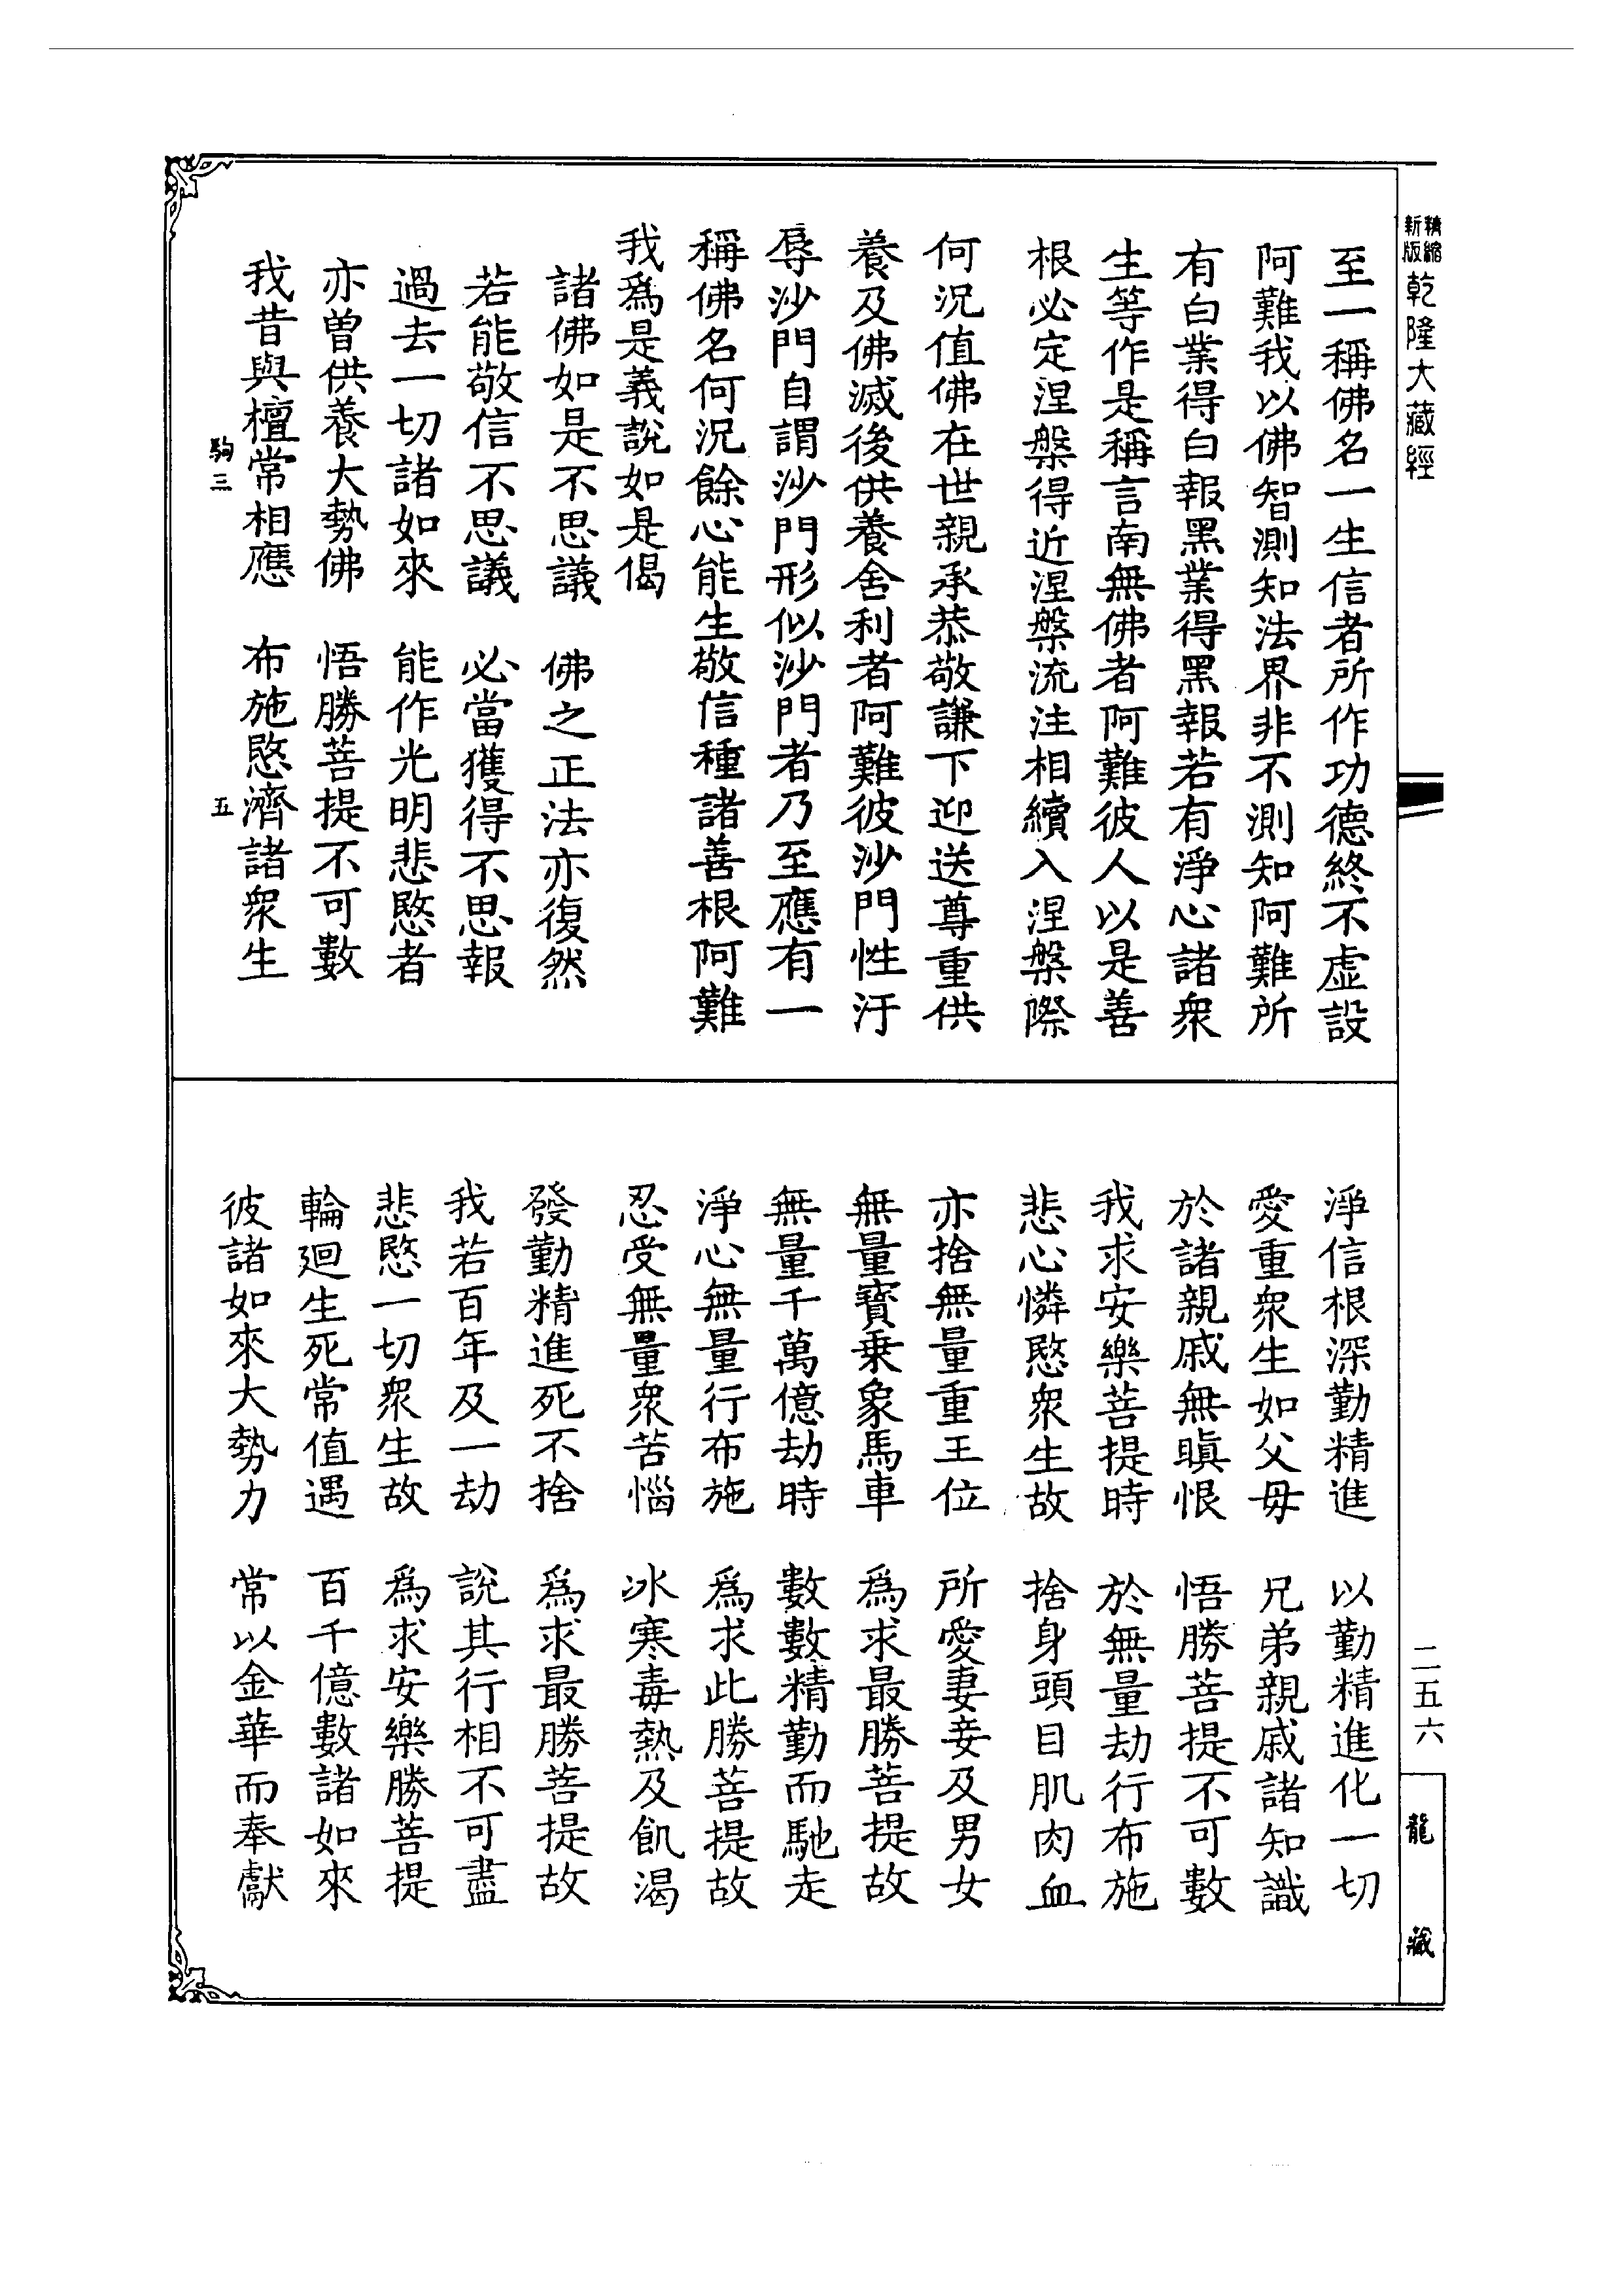 精縮新版乾隆大藏經
至一稱佛名一生信者所作功德終不虛設
阿難我以佛智測知法界非不測知阿難所
有白業得白報黑業得黑報若有淨心諸衆
生等作是稱言南無佛者阿難彼人以是善
根必定涅槃得近涅槃流注相續入涅槃際
何況值佛在世親承恭敬謙下迎送尊重供
養及佛滅後供養舍利者阿難彼沙門性汙
辱沙門自謂沙門形似沙門者乃至應有一
稱佛名何況餘心能生敬信種諸善根阿難
我爲是義說如是偈
諸佛如是不思議　佛之正法亦復然
若能敬信不思議　必當獲得不思報
過去一切諸如來　能作光明悲愍者
亦曾供養大勢佛　悟勝菩提不可數
我昔與檀常相應　布施愍濟諸衆生
駒三　五
淨信根深勤精進　以勤精進化一切
愛重衆生如父母　兄弟親戚諸知識
於諸親戚無瞋恨　悟勝菩提不可數
我求安樂菩提時　於無量劫行布施
悲心憐愍衆生故　捨身頭目肌肉血
亦捨無量重王位　所愛妻妾及男女
無量寶乗象馬車　爲求最勝菩提故
無量千萬億劫時　數數精勤而馳走
淨心無量行布施　爲求此勝菩提故
忍受無量衆苦惱　冰寒毒熱及飢渴
發勤精進死不捨　爲求最勝菩提故
我若百年及一劫　說其行相不可盡
悲愍一切衆生故　爲求安樂勝菩提
輪迴生死常值遇　百千億數諸如來
彼諸如來大勢力　常以金華而奉獻
二五六
龍藏